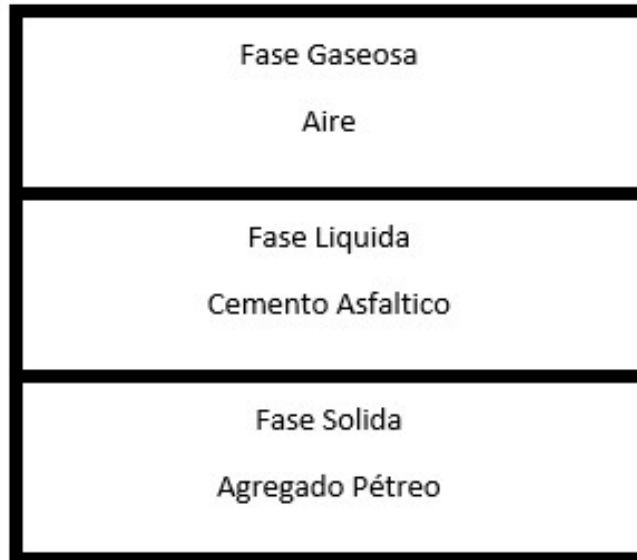 Fase Gaseosa
Aire
Fase Liquida
Cemento Asfaltico
Fase Solida
Agregado Pétreo